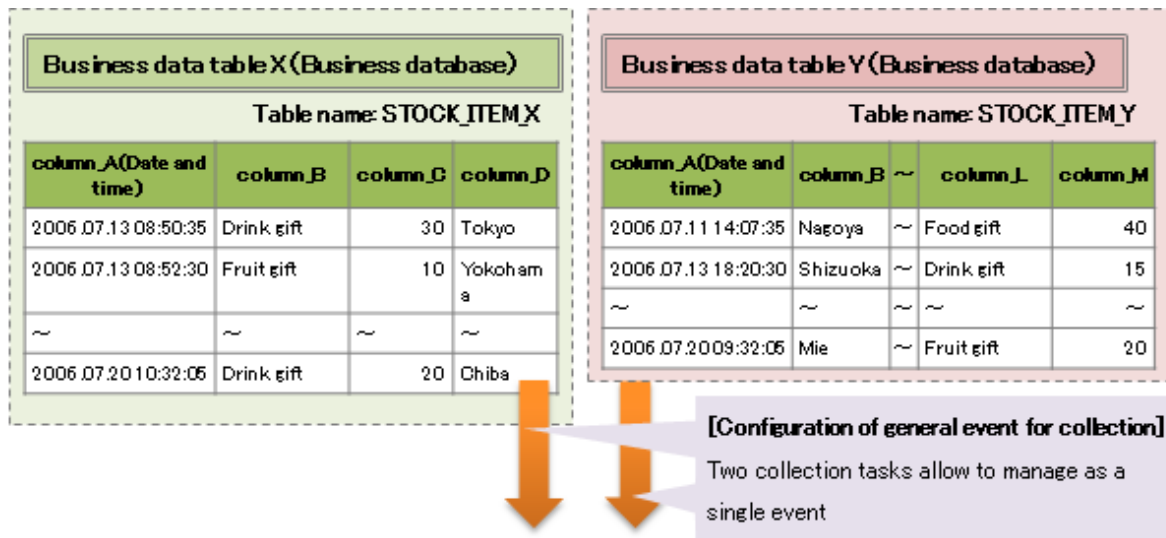 Business data table X(Business database)
Table name: STOCK_ITEM_X
column_A(Date and time) column_B column_C column_D
2006.07.13 08:50:35 Drink gift 30 Tokyo
2006.07.13 08:52:30 Fruit gift 10 Yokohama
~ ~ ~ ~
2006.07.20 10:32:05 Drink gift 20 Chiba
Business data table Y(Business database)
Table name: STOCK_ITEM_Y
column_A(Date and time) column_B ~ column_L column_M
2006.07.11 14:07:35 Nagoya ~ Food gift 40
2006.07.13 18:20:30 Shizuoka ~ Drink gift 15
~ ~ ~ ~ ~
2006.07.20 09:32:05 Mie ~ Fruit gift 20
[Configuration of general event for collection]
Two collection tasks allow to manage as a
single event